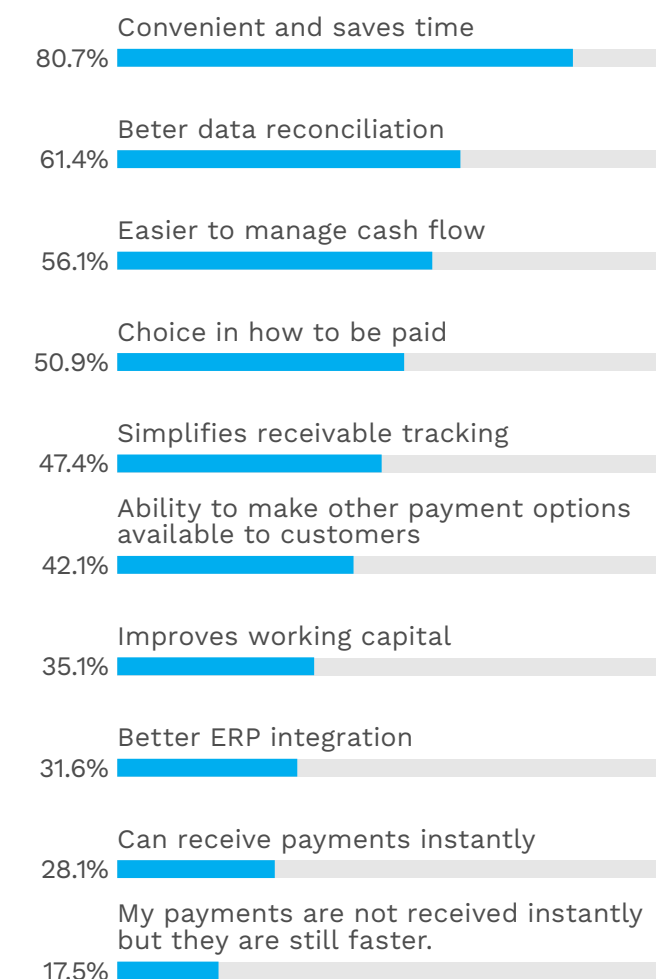 Convenient and saves time
80.7%
Beter data reconciliation
61.4%
Easier to manage cash flow
56.1%
Choice in how to be paid
50.9%
Simplifies receivable tracking
47.4%
Ability to make other payment options
available to customers
42.1%
Improves working capital
35.1%
Better ERP integration
31.6%
Can receive payments instantly
28.1%
My payments are not received instantly
but they are still faster.
17.5%